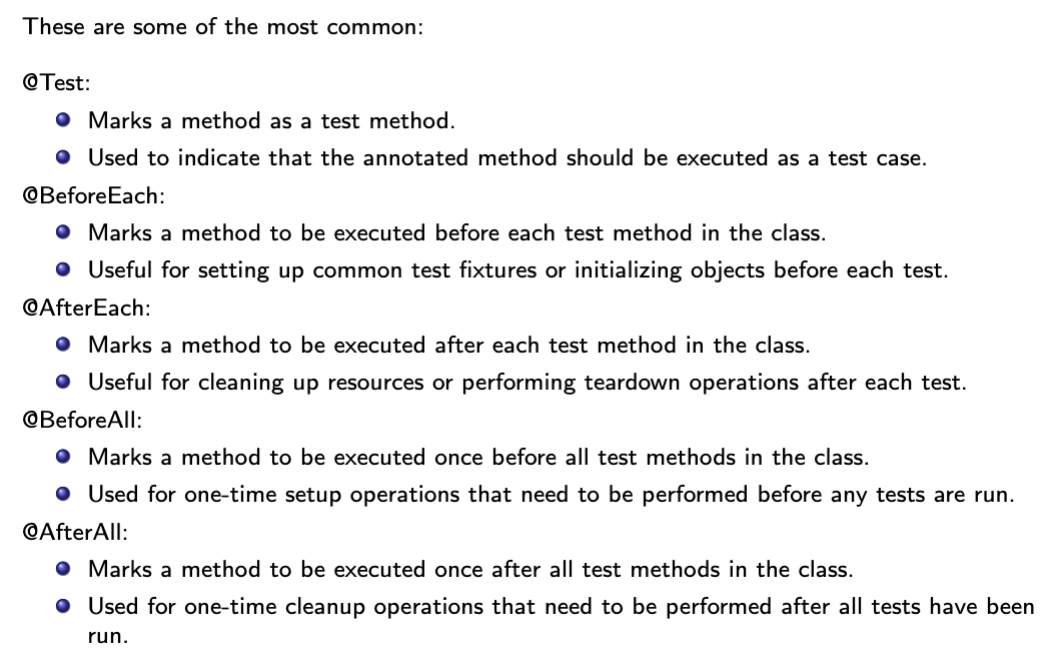 These are some of the most common:
@Test:
Marks a method as a test method.
Used to indicate that the annotated method should be executed as a test case.
@BeforeEach:
Marks a method to be executed before each test method in the class.
Useful for setting up common test fixtures or initializing objects before each test.
@AfterEach:
Marks a method to be executed after each test method in the class.
Useful for cleaning up resources or performing teardown operations after each test.
@BeforeAll:
Marks a method to be executed once before all test methods in the class.
Used for one-time setup operations that need to be performed before any tests are run.
@AfterAll:
Marks a method to be executed once after all test methods in the class.
Used for one-time cleanup operations that need to be performed after all tests have been
run.